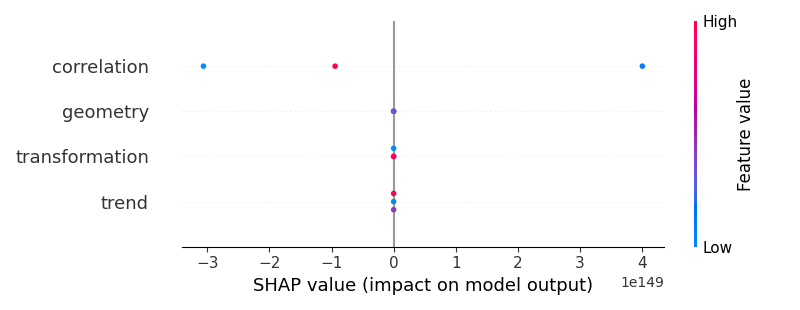 High
correlation
geometry
transformation
trend
Feature value
Low
−3 −2 −1 0 1 2 3 4
1e149
SHAP value (impact on model output)